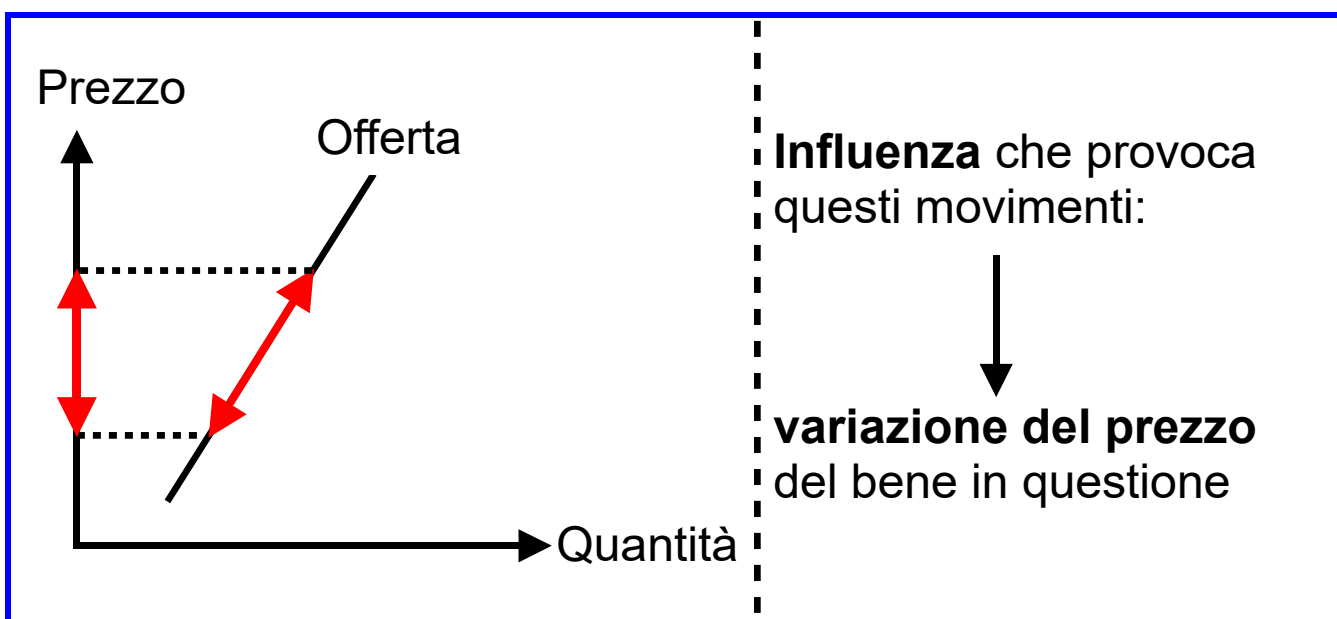 Prezzo
Offerta
Quantità
Influenza che provoca
questi movimenti:
variazione del prezzo
del bene in questione